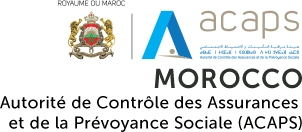 ROYAUME DU MAROC
acaps
Autorité de Contrôle des Assurances et de la Prévoyance Sociale
MOROCCO
Autorité de Contrôle des Assurances
et de la Prévoyance Sociale (ACAPS)